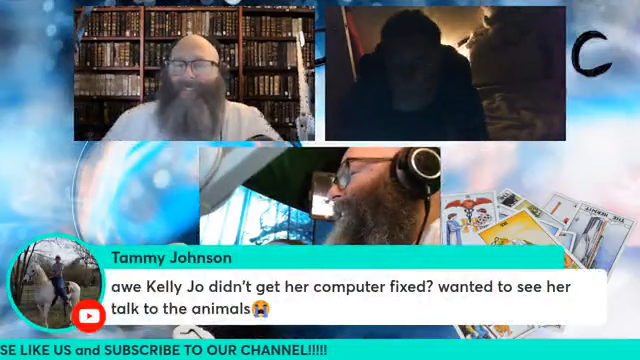 C
Tammy Johnson
awe Kelly Jo didn't get her computer fixed? wanted to see her
talk to the animals😭
SE LIKE US and SUBSCRIBE TO OUR CHANNEL!!!!!